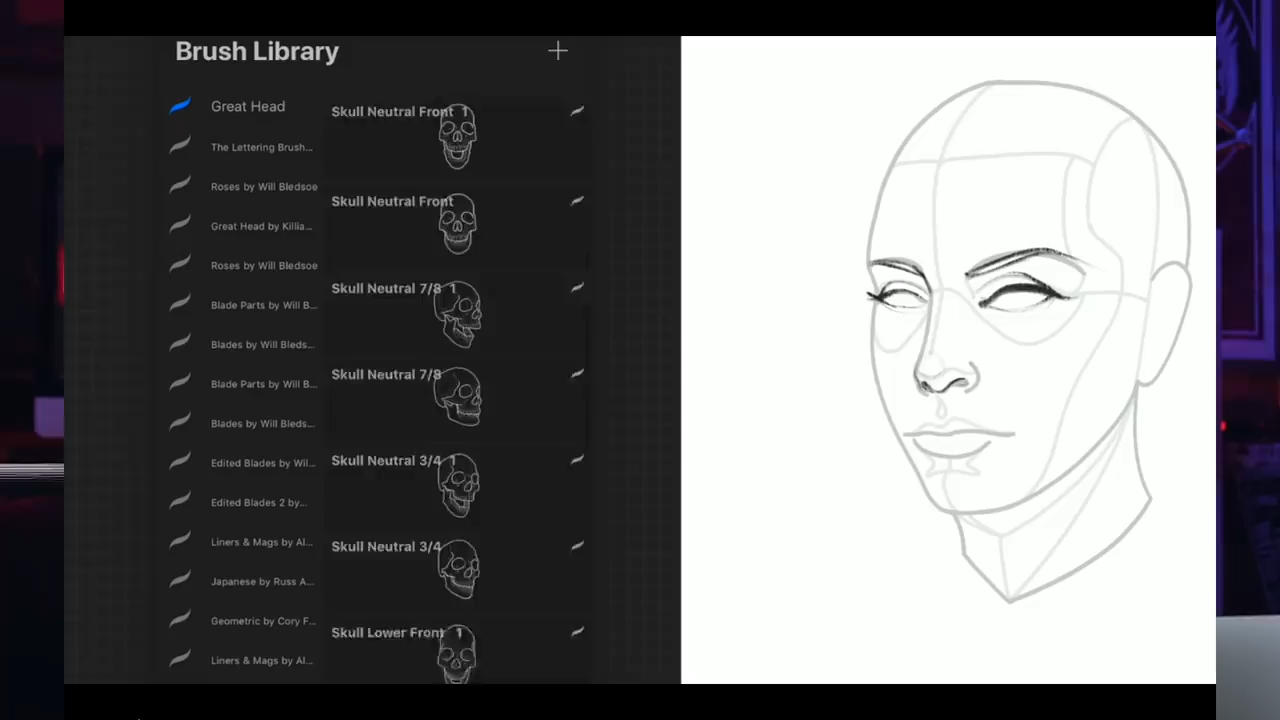 Brush Library
Great Head
The Lettering Brush...
Roses by Will Bledsoe
Great Head by Killia...
Roses by Will Bledsoe
Blade Parts by Will B...
Blades by Will Bleds...
Blade Parts by Will B...
Blades by Will Bleds...
Edited Blades by Wil...
Edited Blades 2 by...
Liners & Mags by Al...
Japanese by Russ A...
Geometric by Cory F...
Liners & Mags by Al...
Skull Neutral Front 1
Skull Neutral Front
Skull Neutral 7/8 1
Skull Neutral 7/8
Skull Neutral 3/4 1
Skull Neutral 3/4
Skull Lower Front 1